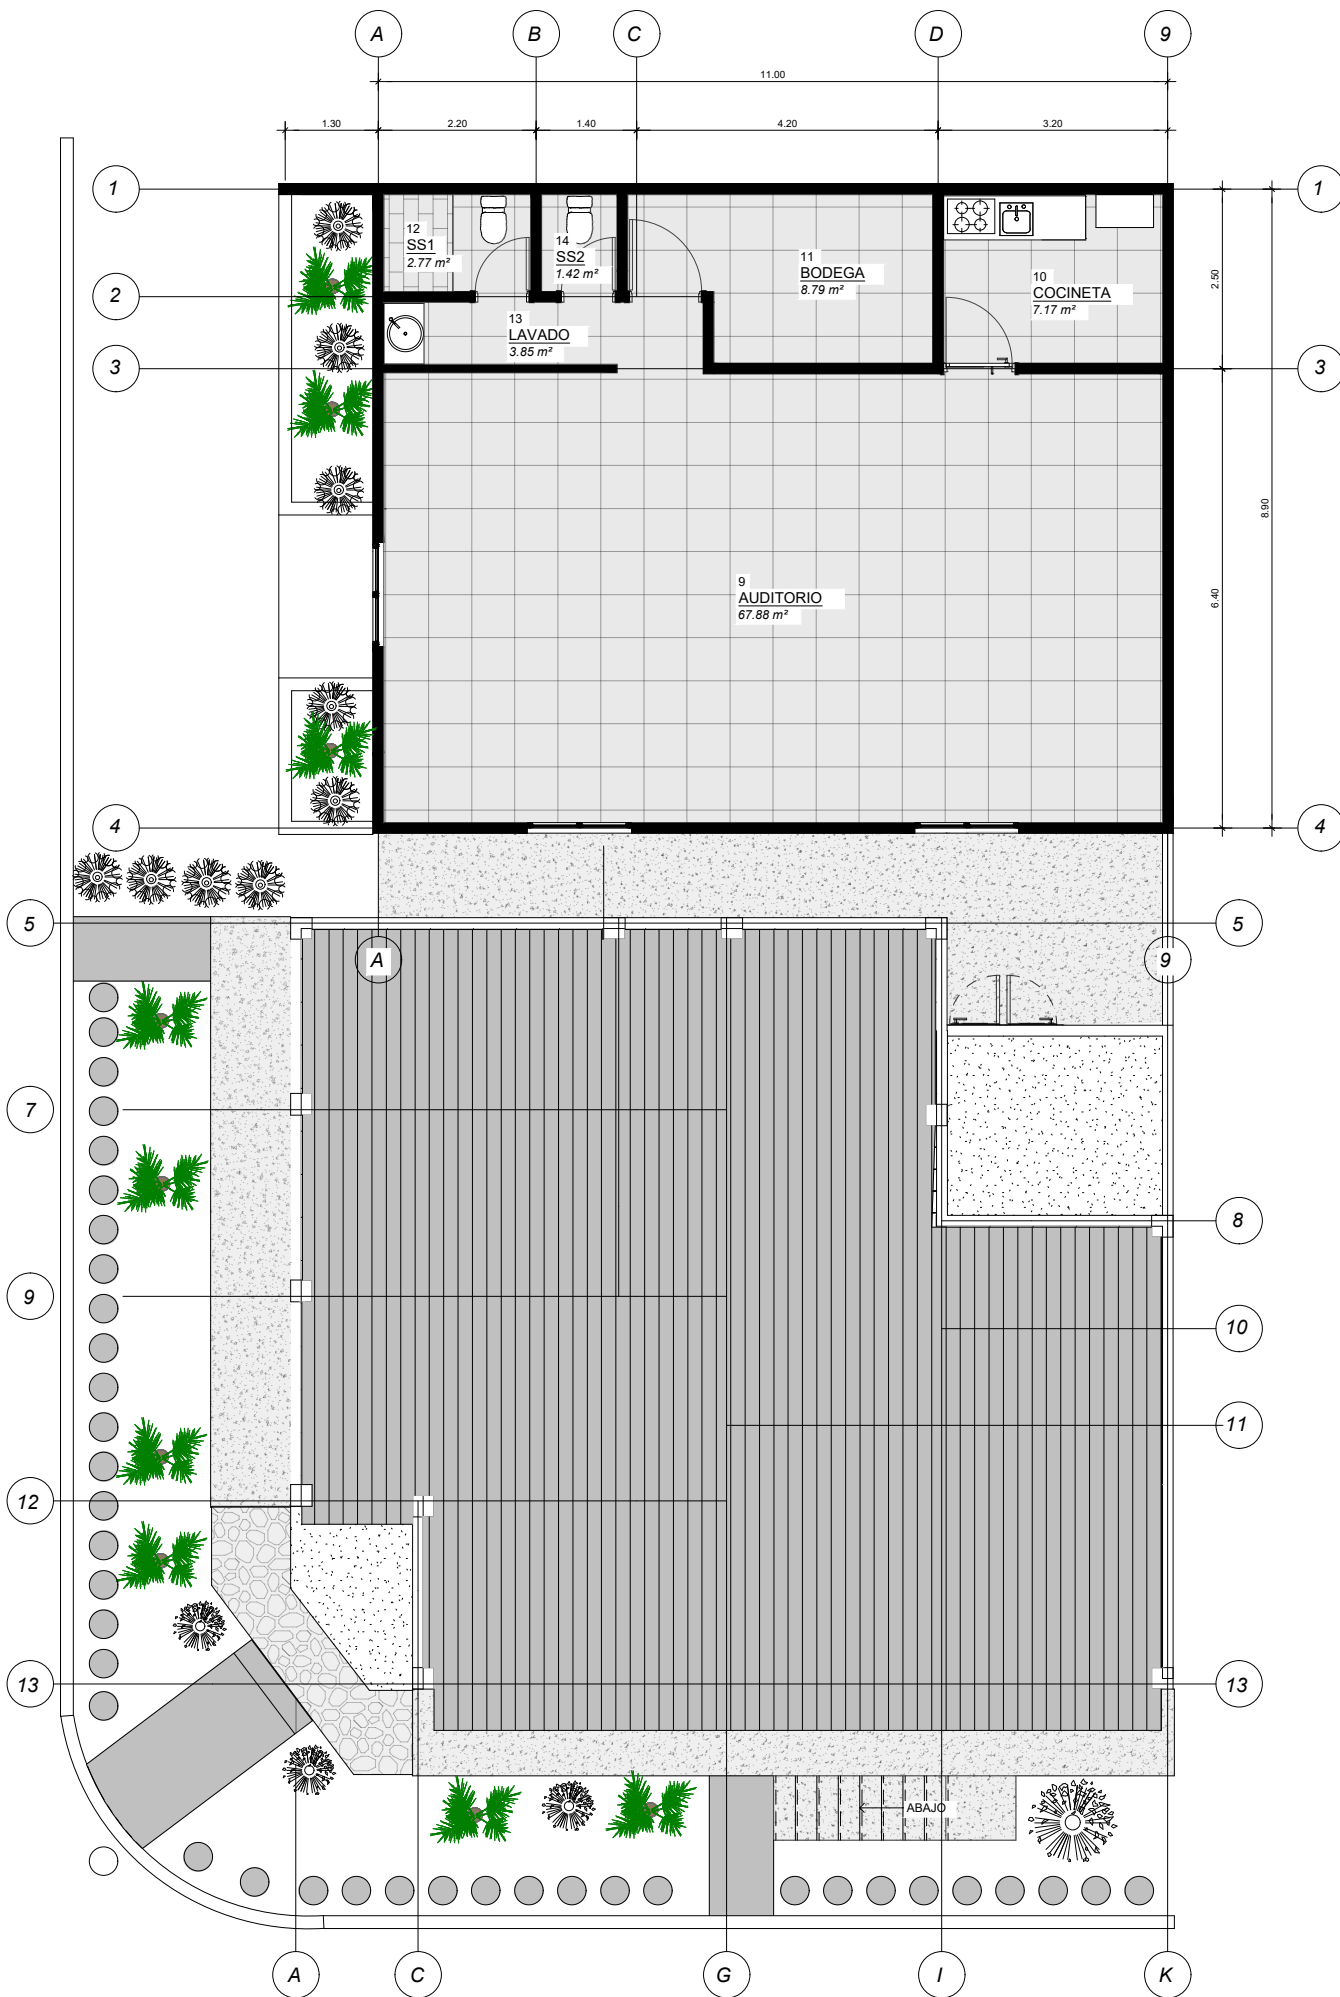 A
B
C
D
9
11.00
1.30
2.20
1.40
4.20
3.20
1
1
12
SS1
2.77 m²
14
SS2
1.42 m²
11
BODEGA
8.79 m²
10
COCINETA
7.17 m²
2.50
2
13
LAVADO
3.85 m²
3
3
8.90
9
AUDITORIO
67.88 m²
6.40
4
4
5
5
A
9
7
8
9
10
11
12
13
13
ABAJO
A
C
G
I
K